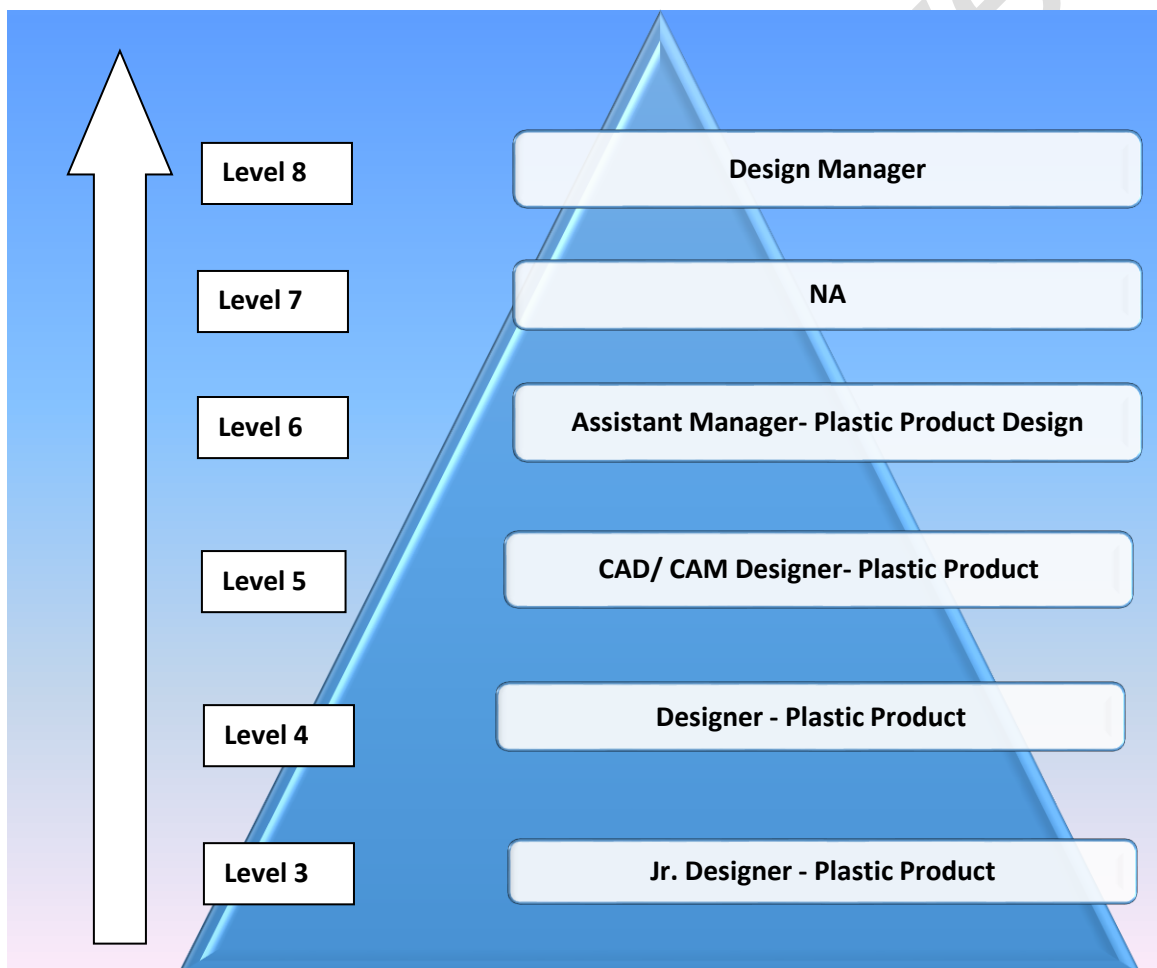 Level 8
Design Manager
Level 7
NA
Level 6
Assistant Manager- Plastic Product Design
Level 5
CAD/ CAM Designer- Plastic Product
Level 4
Designer - Plastic Product
Level 3
Jr. Designer - Plastic Product